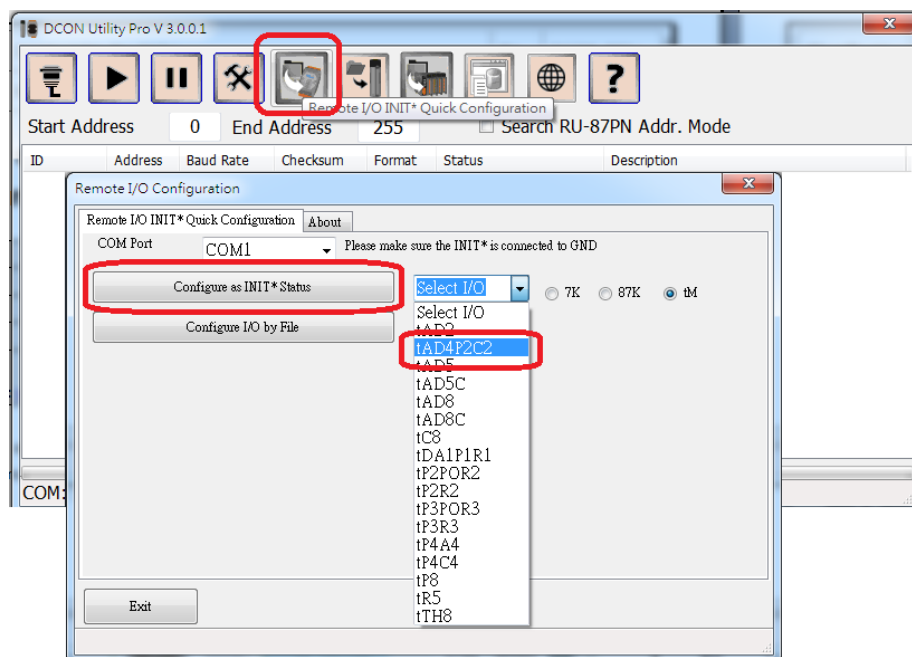 DCON Utility Pro V 3.0.0.1
Remote I/O INIT* Quick Configuration
Start Address 0 End Address 255 Search RU-87PN Addr. Mode
ID Address Baud Rate Checksum Format Status Description
Remote I/O Configuration
Remote I/O INIT* Quick Configuration About
COM Port COM1 Please make sure the INIT* is connected to GND
Configure as INIT* Status Select I/O 7K 87K tM
Configure I/O by File
Select I/O
tAD2
tAD4P2C2
tAD5
tAD5C
tAD8
tAD8C
tC8
tDA1P1R1
tP2POR2
tP2R2
tP3POR3
tP3R3
tP4A4
tP4C4
tP8
tR5
tTH8
COM:
Exit